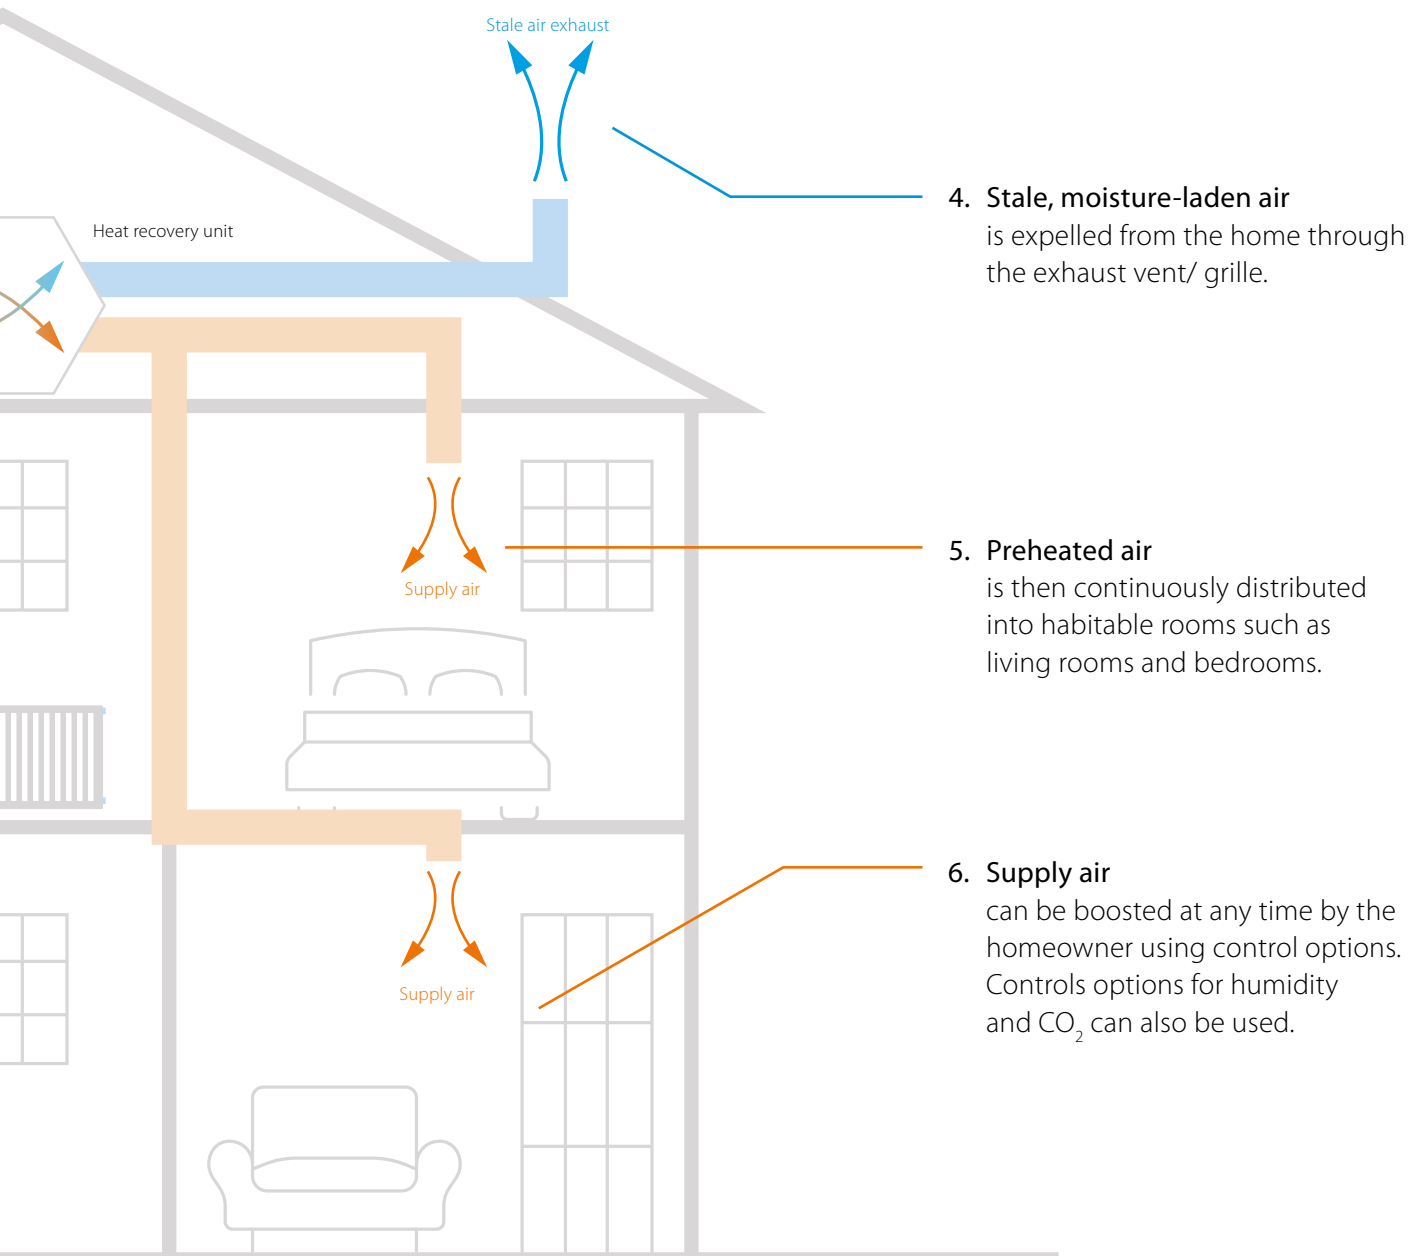 Stale air exhaust
Heat recovery unit
4. Stale, moisture-laden air
is expelled from the home through
the exhaust vent/ grille.
5. Preheated air
is then continuously distributed
into habitable rooms such as
living rooms and bedrooms.
Supply air
6. Supply air
can be boosted at any time by the
homeowner using control options.
Controls options for humidity
and CO₂ can also be used.
Supply air